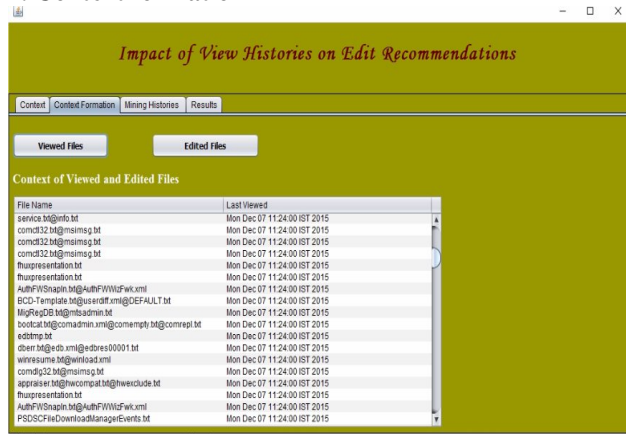 Impact of View Histories on Edit Recommendations
Context Context Formation Mining Histories Results
Viewed Files Edited Files
Context of Viewed and Edited Files
File Name Last Viewed
service.txt@info.txt Mon Dec 07 11:24:00 IST 2015
comctl32.txt@msimsg.txt Mon Dec 07 11:24:00 IST 2015
comctl32.txt@msimsg.txt Mon Dec 07 11:24:00 IST 2015
comctl32.txt@msimsg.txt Mon Dec 07 11:24:00 IST 2015
fhuxpresentation.txt Mon Dec 07 11:24:00 IST 2015
fhuxpresentation.txt Mon Dec 07 11:24:00 IST 2015
AuthFWSnapIn.txt@AuthFWWizFwk.xml Mon Dec 07 11:24:00 IST 2015
BCD-Template.txt@userdiff.xml@DEFAULT.txt Mon Dec 07 11:24:00 IST 2015
MigRegDB.txt@mtsadmin.txt Mon Dec 07 11:24:00 IST 2015
bootcat.txt@comadmin.xml@comempty.txt@comrepl.txt Mon Dec 07 11:24:00 IST 2015
edbtmp.txt Mon Dec 07 11:24:00 IST 2015
dberr.txt@edb.xml@edbres00001.txt Mon Dec 07 11:24:00 IST 2015
winresume.txt@winload.xml Mon Dec 07 11:24:00 IST 2015
comdlg32.txt@msimsg.txt Mon Dec 07 11:24:00 IST 2015
appraiser.txt@hwcompat.txt@hwexclude.txt Mon Dec 07 11:24:00 IST 2015
fhuxpresentation.txt Mon Dec 07 11:24:00 IST 2015
AuthFWSnapIn.txt@AuthFWWizFwk.xml Mon Dec 07 11:24:00 IST 2015
PSDSCFileDownloadManagerEvents.txt Mon Dec 07 11:24:00 IST 2015